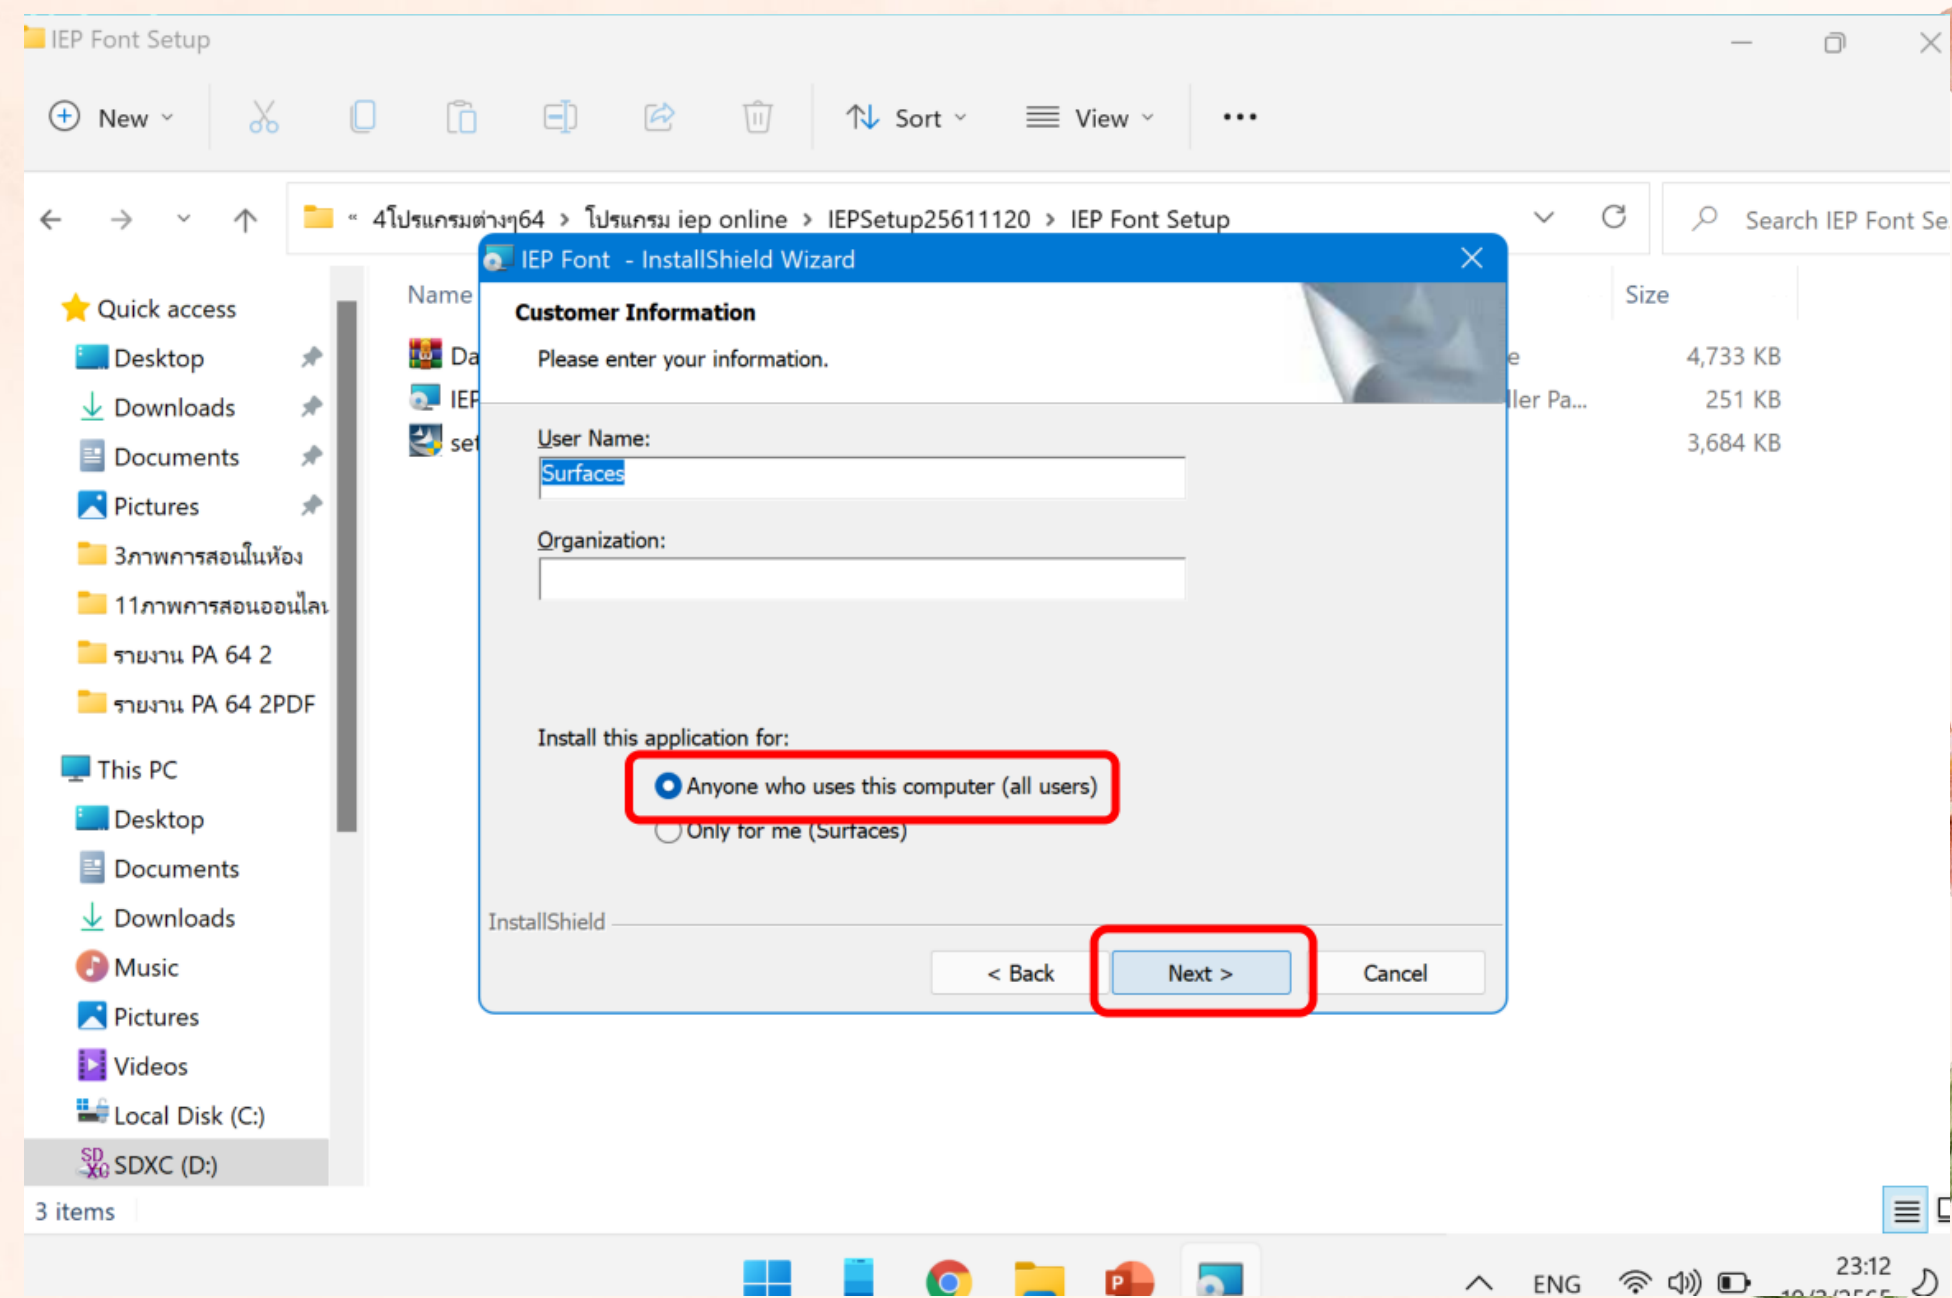 IEP Font Setup
New
Sort
View
« 4โปรแกรมต่างๆ64 > โปรแกรม iep online > IEPSetup25611120 > IEP Font Setup
Search IEP Font Se
IEP Font - InstallShield Wizard
Name
Size
Customer Information
Please enter your information.
Quick access
Desktop
Da
e
4,733 KB
Downloads
IEP
ller Pa...
251 KB
Documents
set
3,684 KB
User Name:
Surfaces
Pictures
3ภาพการสอนในห้อง
Organization:
11ภาพการสอนออนไลน
รายงาน PA 64 2
รายงาน PA 64 2PDF
Install this application for:
Anyone who uses this computer (all users)
Only for me (Surfaces)
This PC
Desktop
Documents
Downloads
InstallShield
Music
< Back
Next >
Cancel
Pictures
Videos
Local Disk (C:)
SD
XC
SDXC (D:)
3 items
23:12
ENG